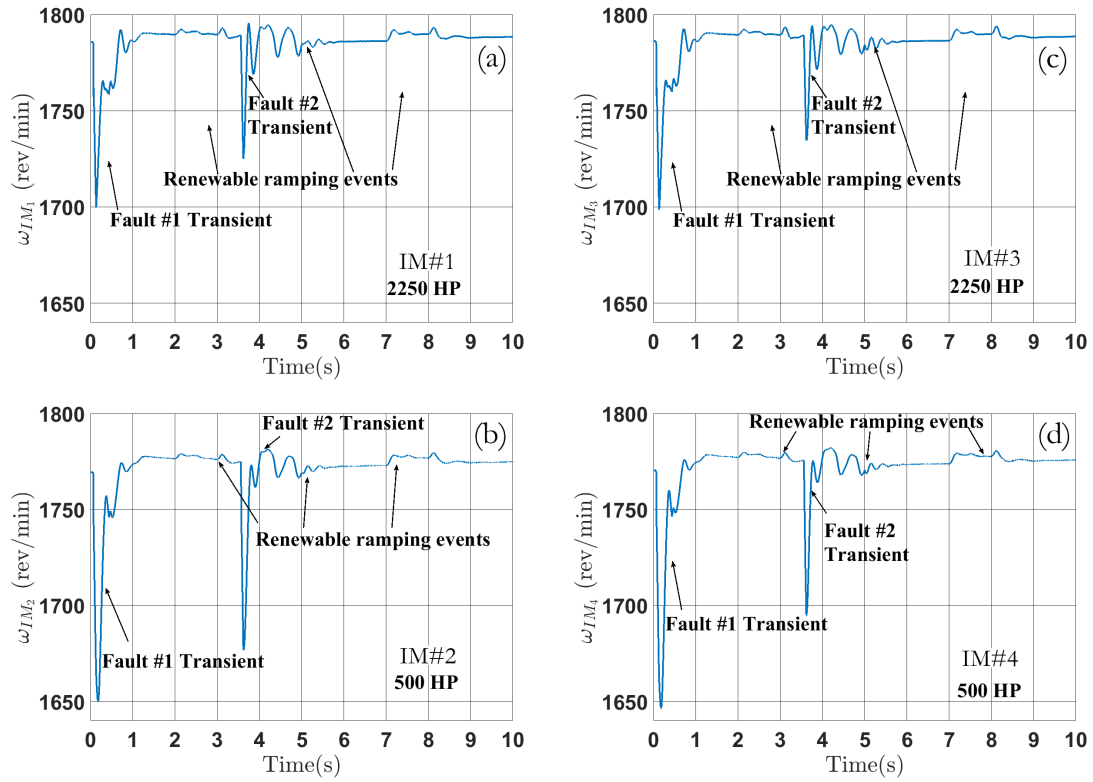 1800
(a)
1750
Fault #2
Transient
Renewable ramping events
1700
Fault #1 Transient
IM#1
2250 HP
1650
0 1 2 3 4 5 6 7 8 9 10
Time(s)
ω_{IM_1} (rev/min)
1800
(c)
1750
Fault #2
Transient
Renewable ramping events
1700
Fault #1 Transient
IM#3
2250 HP
1650
0 1 2 3 4 5 6 7 8 9 10
Time(s)
ω_{IM_3} (rev/min)
1800
Fault #2 Transient
(b)
1750
Renewable ramping events
1700
Fault #1 Transient
IM#2
500 HP
1650
0 1 2 3 4 5 6 7 8 9 10
Time(s)
ω_{IM_2} (rev/min)
1800
Renewable ramping events
(d)
1750
Fault #2
Transient
1700
Fault #1 Transient
IM#4
500 HP
1650
0 1 2 3 4 5 6 7 8 9 10
Time(s)
ω_{IM_4} (rev/min)